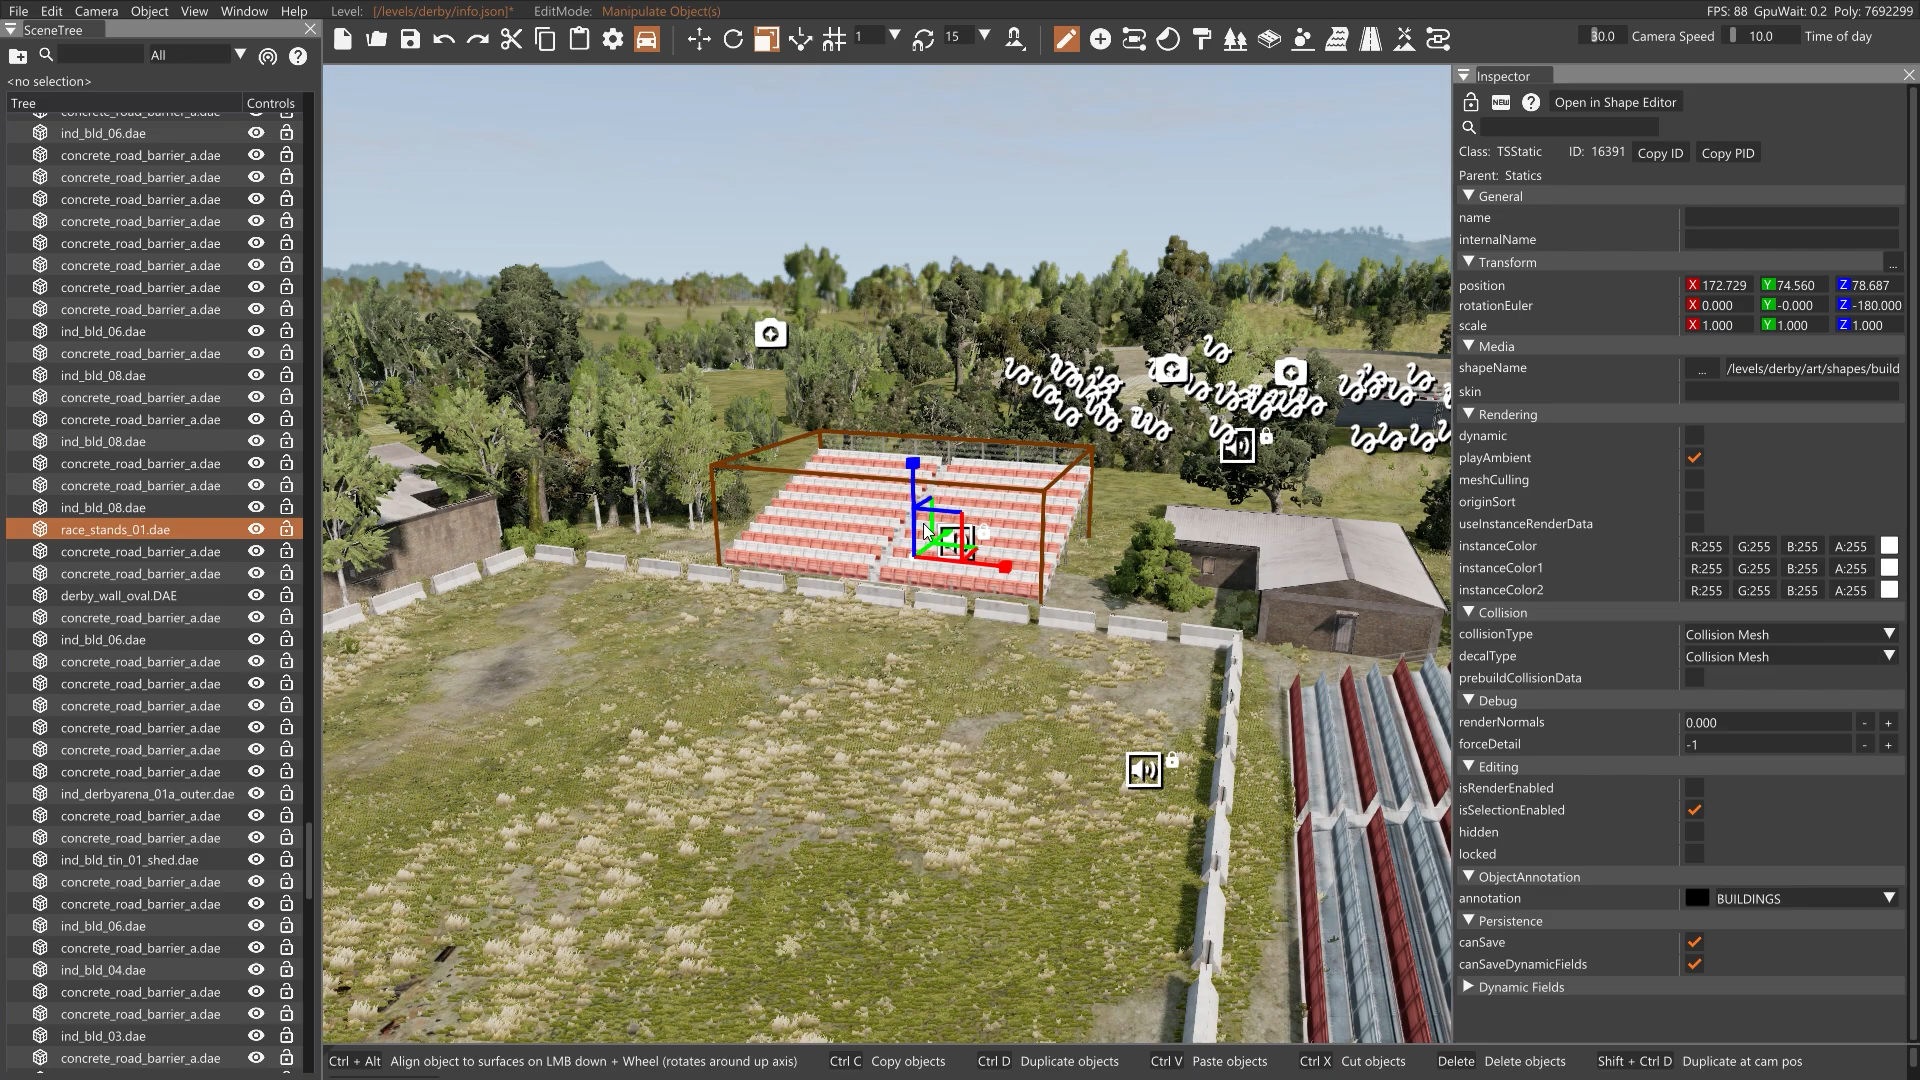 File Edit Camera Object View Window Help Level: [/levels/derby/info.json]* EditMode: Manipulate Object(s) FPS: 88 GpuWait: 0.2 Poly: 7692299
SceneTree
1 15 30.0 Camera Speed 10.0 Time of day
All
<no selection>
Tree Controls
concrete_road_barrier_a.dae
ind_bld_06.dae
concrete_road_barrier_a.dae
concrete_road_barrier_a.dae
concrete_road_barrier_a.dae
concrete_road_barrier_a.dae
concrete_road_barrier_a.dae
concrete_road_barrier_a.dae
concrete_road_barrier_a.dae
concrete_road_barrier_a.dae
ind_bld_06.dae
concrete_road_barrier_a.dae
ind_bld_08.dae
concrete_road_barrier_a.dae
concrete_road_barrier_a.dae
ind_bld_08.dae
concrete_road_barrier_a.dae
concrete_road_barrier_a.dae
ind_bld_08.dae
race_stands_01.dae
concrete_road_barrier_a.dae
concrete_road_barrier_a.dae
derby_wall_oval.DAE
concrete_road_barrier_a.dae
ind_bld_06.dae
concrete_road_barrier_a.dae
concrete_road_barrier_a.dae
concrete_road_barrier_a.dae
concrete_road_barrier_a.dae
concrete_road_barrier_a.dae
concrete_road_barrier_a.dae
ind_derbyarena_01a_outer.dae
concrete_road_barrier_a.dae
concrete_road_barrier_a.dae
ind_bld_tin_01_shed.dae
concrete_road_barrier_a.dae
concrete_road_barrier_a.dae
ind_bld_06.dae
concrete_road_barrier_a.dae
ind_bld_04.dae
concrete_road_barrier_a.dae
concrete_road_barrier_a.dae
ind_bld_03.dae
concrete_road_barrier_a.dae
Inspector
NEW Open in Shape Editor
Class: TSStatic ID: 16391 Copy ID Copy PID
Parent: Statics
General
name
internalName
Transform ...
position X 172.729 Y 74.560 Z 78.687
rotationEuler X 0.000 Y -0.000 Z -180.000
scale X 1.000 Y 1.000 Z 1.000
Media
shapeName ... /levels/derby/art/shapes/build
skin
Rendering
dynamic
playAmbient
meshCulling
originSort
useInstanceRenderData
instanceColor R:255 G:255 B:255 A:255
instanceColor1 R:255 G:255 B:255 A:255
instanceColor2 R:255 G:255 B:255 A:255
Collision
collisionType Collision Mesh
decalType Collision Mesh
prebuildCollisionData
Debug
renderNormals 0.000 - +
forceDetail -1 - +
Editing
isRenderEnabled
isSelectionEnabled
hidden
locked
ObjectAnnotation
annotation BUILDINGS
Persistence
canSave
canSaveDynamicFields
Dynamic Fields
Ctrl + Alt Align object to surfaces on LMB down + Wheel (rotates around up axis) Ctrl C Copy objects Ctrl D Duplicate objects Ctrl V Paste objects Ctrl X Cut objects Delete Delete objects Shift + Ctrl D Duplicate at cam pos